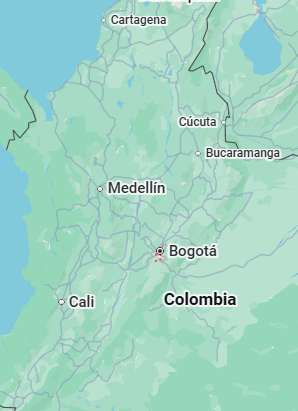 Cartagena
Cúcuta
Bucaramanga
Medellín
Bogotá
Colombia
Cali